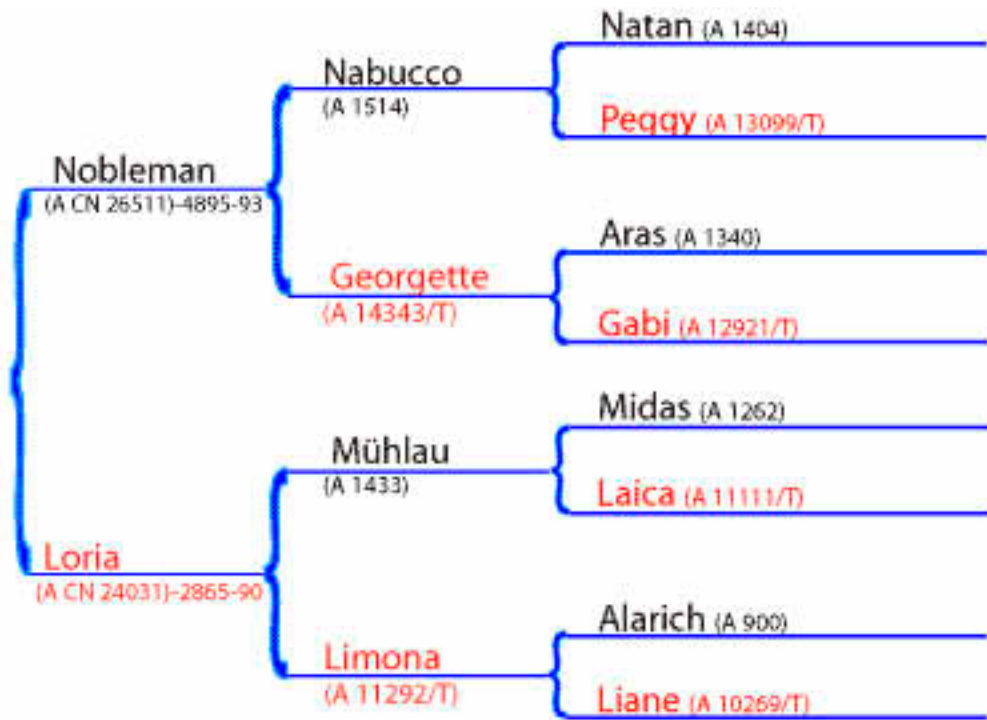 Natan (A 1404)
Nabucco
(A 1514)
Peggy (A 13099/T)
Nobleman
(A CN 26511)-4895-93
Aras (A 1340)
Georgette
(A 14343/T)
Gabi (A 12921/T)
Midas (A 1262)
Mühlau
(A 1433)
Laica (A 11111/T)
Loria
(A CN 24031)-2865-90
Alarich (A 900)
Limona
(A 11292/T)
Liane (A 10269/T)